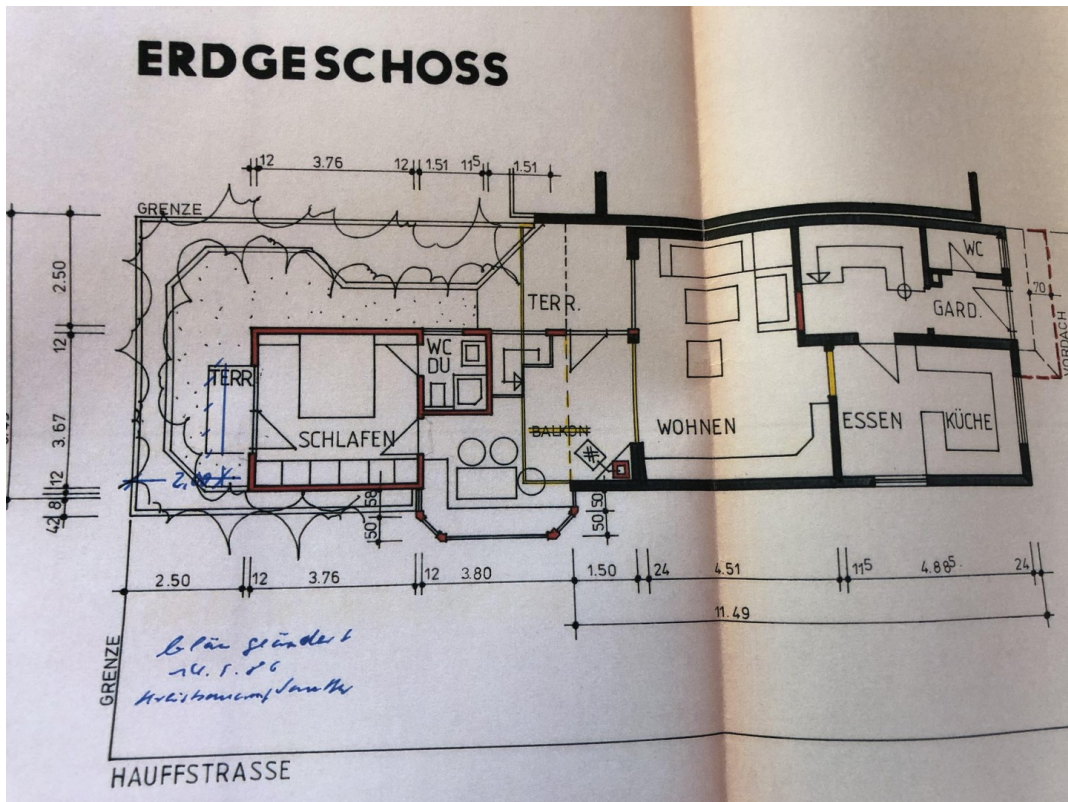 ERDGESCHOSS
12 3.76 12 1.51 11⁵ 1.51
GRENZE
2.50
12
3.67
12
8
42
TERR.
WC
GARD.
70
VORDACH
WC
DU
TERR.
SCHLAFEN
BALKON
WOHNEN
ESSEN
KÜCHE
58
50
50
50
2.50 12 3.76 12 3.80 1.50 24 4.51 11⁵ 4.88⁵ 24
11.49
blau geändert
GRENZE
HAUFFSTRASSE